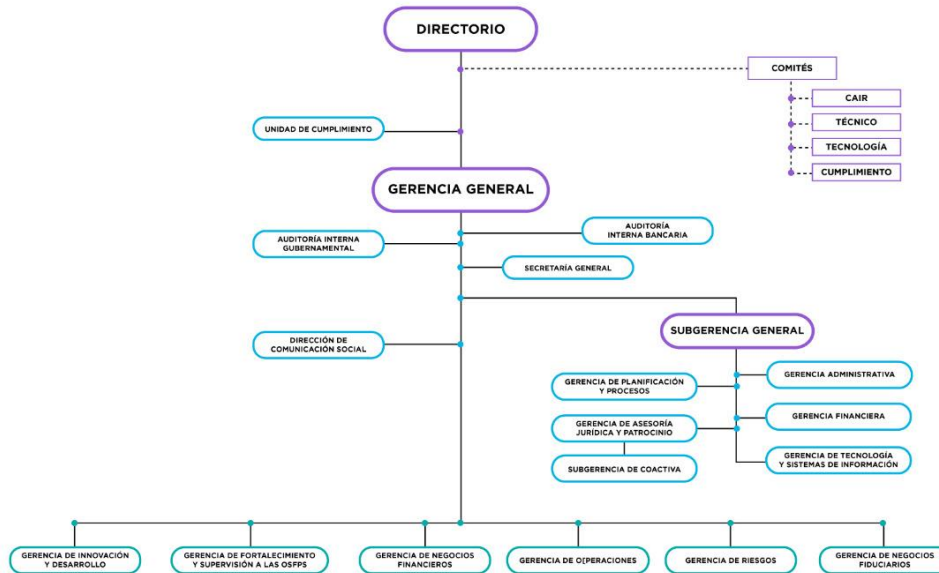 DIRECTORIO
COMITÉS
CAIR
TÉCNICO
TECNOLOGÍA
CUMPLIMIENTO
UNIDAD DE CUMPLIMIENTO
GERENCIA GENERAL
AUDITORÍA
INTERNA BANCARIA
AUDITORÍA INTERNA
GUBERNAMENTAL
SECRETARÍA GENERAL
DIRECCIÓN DE
COMUNICACIÓN SOCIAL
SUBGERENCIA GENERAL
GERENCIA ADMINISTRATIVA
GERENCIA DE PLANIFICACIÓN
Y PROCESOS
GERENCIA FINANCIERA
GERENCIA DE ASESORÍA
JURÍDICA Y PATROCINIO
GERENCIA DE TECNOLOGÍA
Y SISTEMAS DE INFORMACIÓN
SUBGERENCIA DE COACTIVA
GERENCIA DE INNOVACIÓN
Y DESARROLLO
GERENCIA DE FORTALECIMIENTO
Y SUPERVISIÓN A LAS OSFPS
GERENCIA DE NEGOCIOS
FINANCIEROS
GERENCIA DE O[PERACIONES
GERENCIA DE RIESGOS
GERENCIA DE NEGOCIOS
FIDUCIARIOS